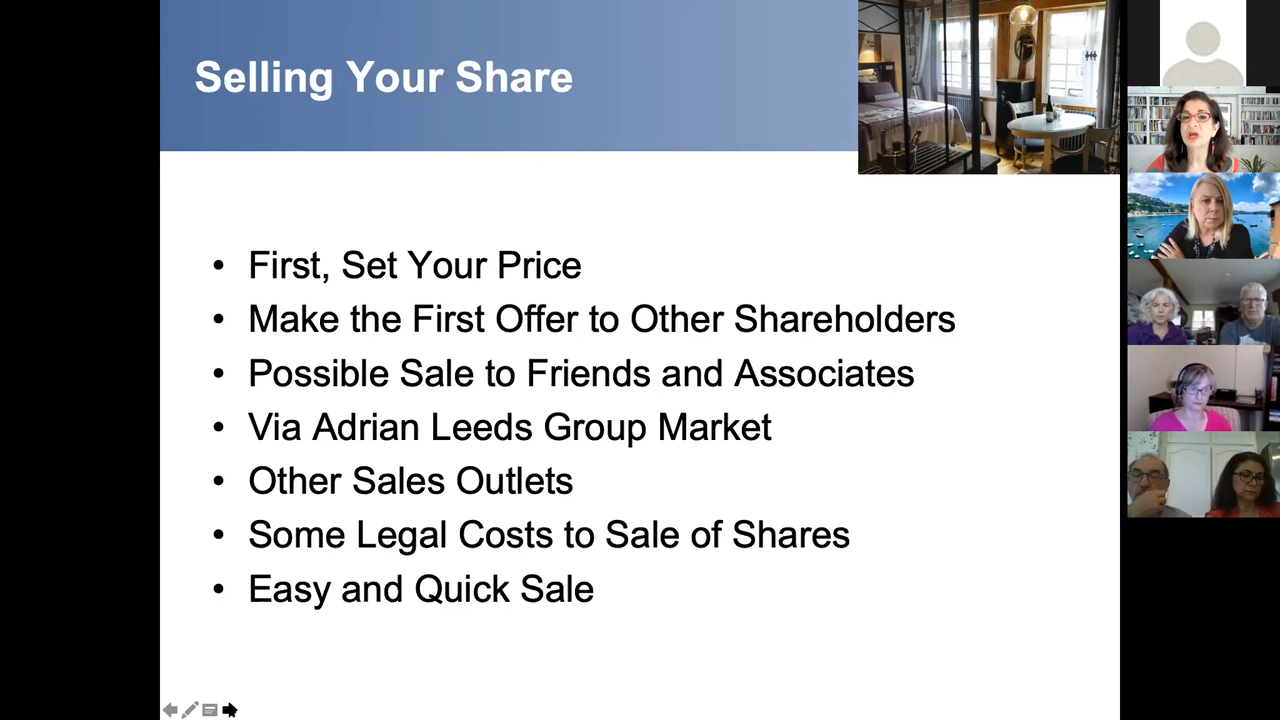 Selling Your Share
• First, Set Your Price
• Make the First Offer to Other Shareholders
• Possible Sale to Friends and Associates
• Via Adrian Leeds Group Market
• Other Sales Outlets
• Some Legal Costs to Sale of Shares
• Easy and Quick Sale